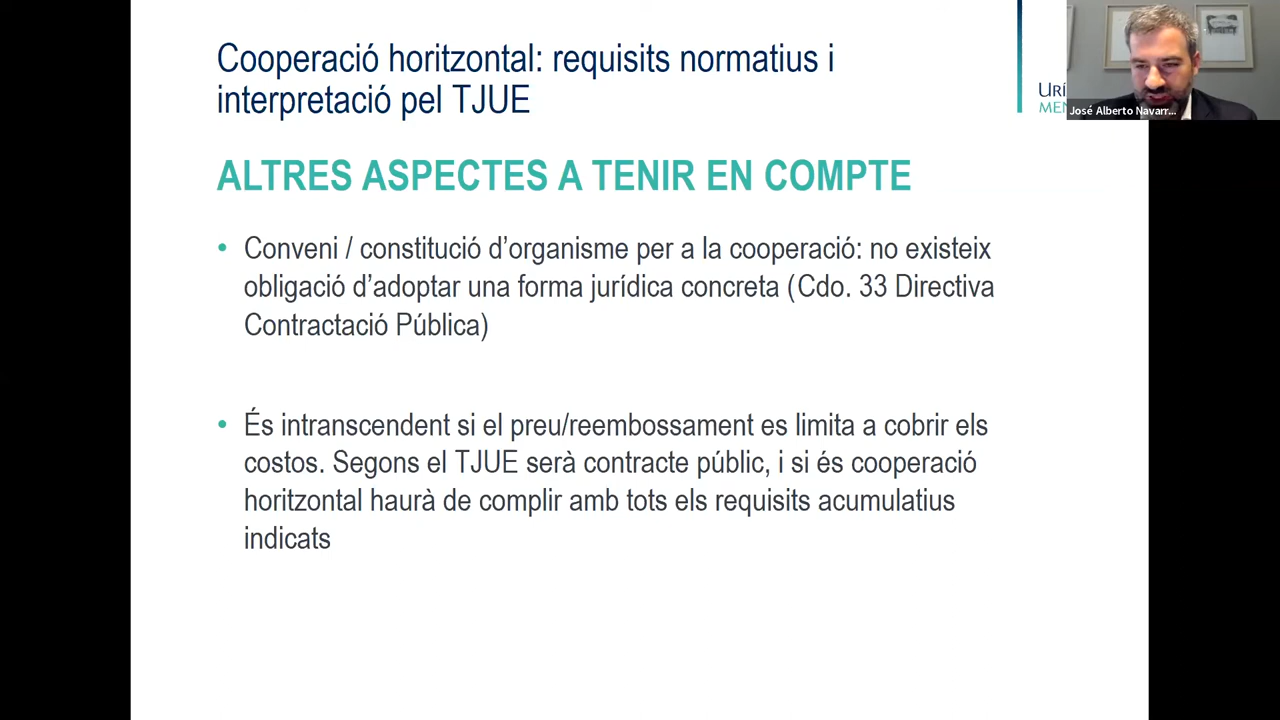 Cooperació horitzontal: requisits normatius i
interpretació pel TJUE
José Alberto Navarr...
ALTRES ASPECTES A TENIR EN COMPTE
• Conveni / constitució d’organisme per a la cooperació: no existeix
obligació d’adoptar una forma jurídica concreta (Cdo. 33 Directiva
Contractació Pública)
• És intranscendent si el preu/reembossament es limita a cobrir els
costos. Segons el TJUE serà contracte públic, i si és cooperació
horitzontal haurà de complir amb tots els requisits acumulatius
indicats